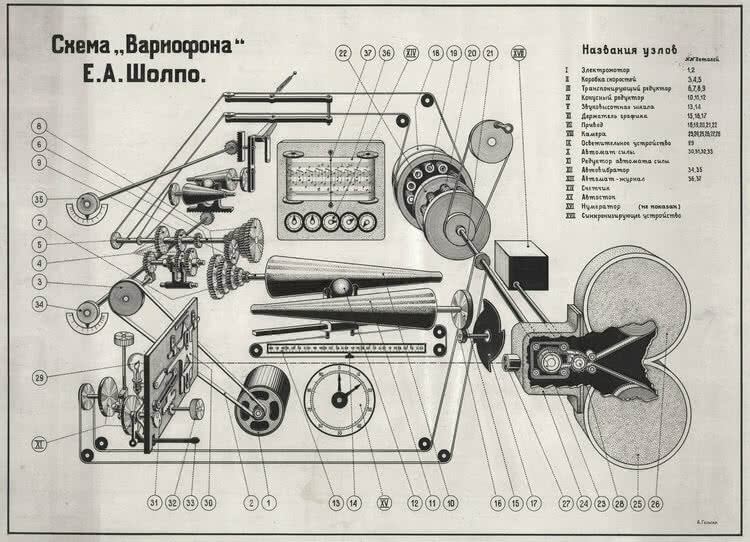 Схема „Вариофона“
Е.А. Шолпо.
Названия узлов
№№ деталей
I Электромотор 1,2
II Коробка скоростей 3,4,5
III Транспонирующий редуктор 6,7,8,9
IV Конусный редуктор 10,11,12
V Звуковысотная шкала 13,14
VI Держатель графика 15,16,17
VII Привод 18,19,20,21,22
VIII Камера 23,24,25,26,27,28
IX Осветительное устройство 29
X Автомат силы 30,31,32,33
XI Редуктор автомата силы
XII Автовибратор 34,35
XIII Автомат-журнал 36,37
XIV Счетчик
XV Автостоп
XVI Нумератор (не показан)
XVII Синхронизирующее устройство
22 37 36 XIV 18 19 20 21 XVII
8
6
9
35
7
5
4
3
34
29
XI
31 32 33 30 2 1 13 14 XV 12 11 10 16 15 17 27 24 23 28 25 26